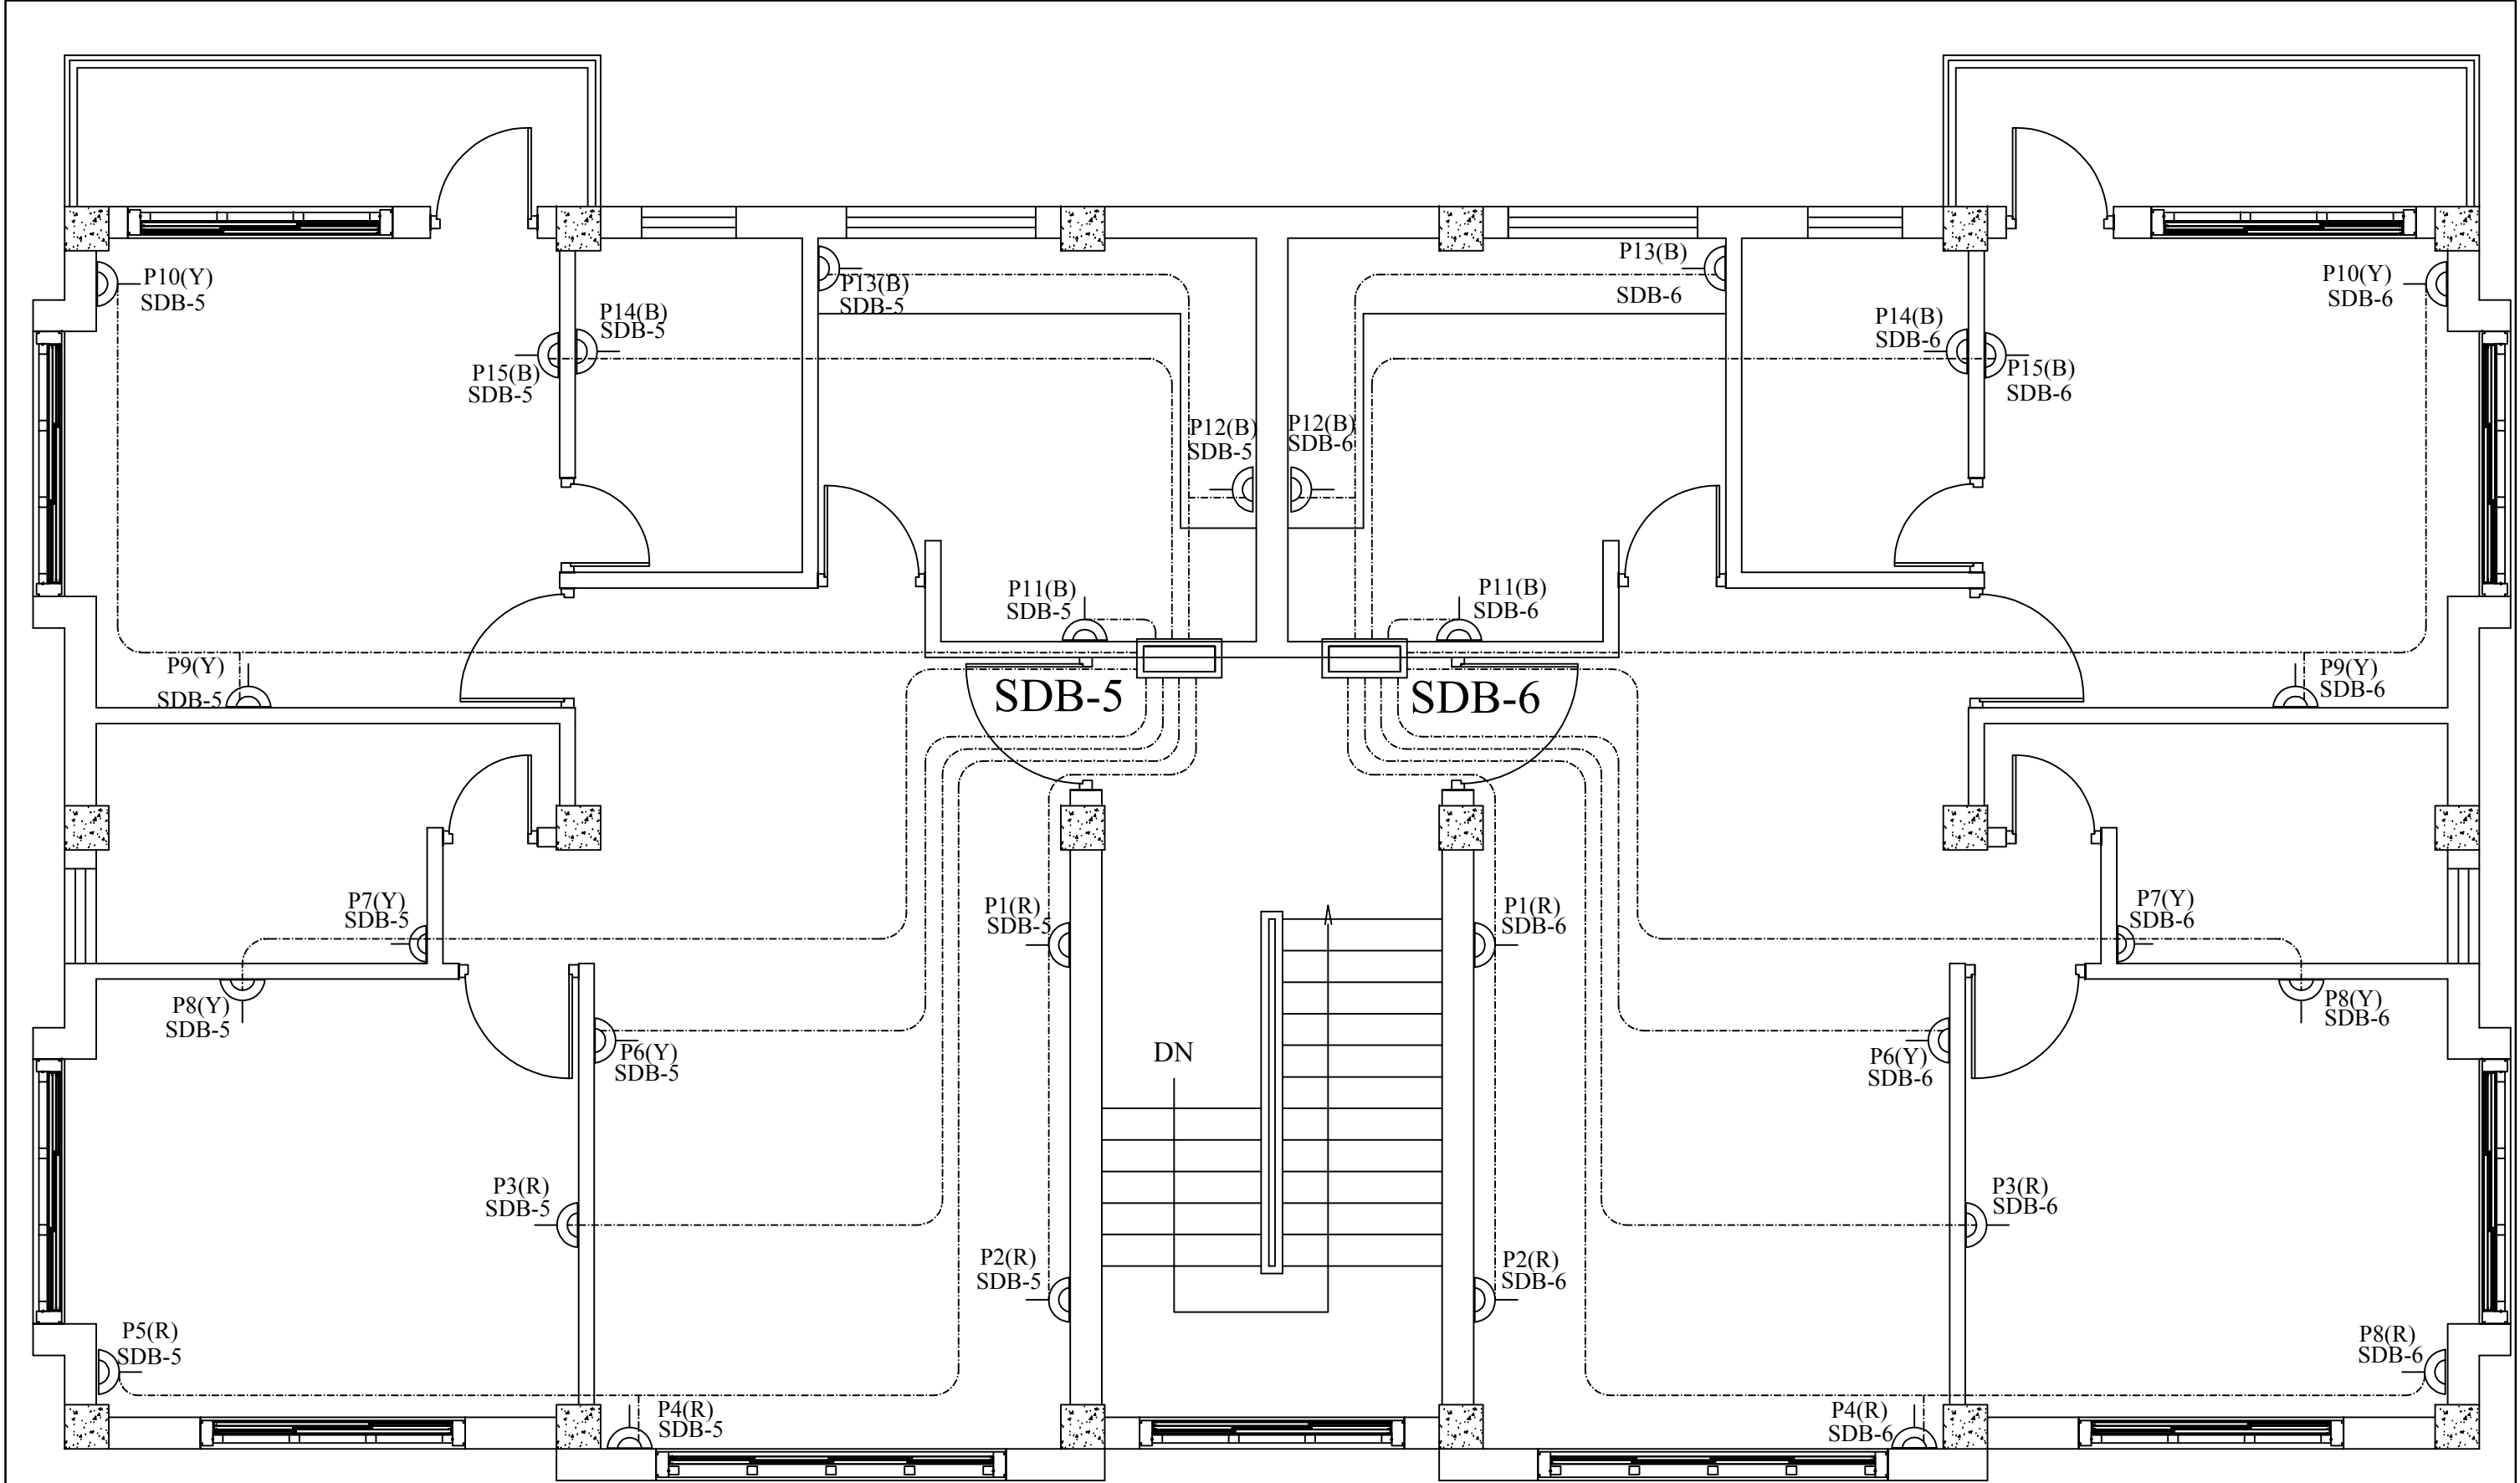 P10(Y)
SDB-5
P13(B)
SDB-5
P14(B)
SDB-5
P15(B)
SDB-5
P12(B)
SDB-5
P11(B)
SDB-5
P9(Y)
SDB-5
SDB-5
P7(Y)
SDB-5
P8(Y)
SDB-5
P6(Y)
SDB-5
P1(R)
SDB-5
P3(R)
SDB-5
P2(R)
SDB-5
P5(R)
SDB-5
P4(R)
SDB-5
DN
P13(B)
SDB-6
P10(Y)
SDB-6
P14(B)
SDB-6
P15(B)
SDB-6
P12(B)
SDB-6
P11(B)
SDB-6
P9(Y)
SDB-6
SDB-6
P1(R)
SDB-6
P7(Y)
SDB-6
P8(Y)
SDB-6
P6(Y)
SDB-6
P3(R)
SDB-6
P2(R)
SDB-6
P8(R)
SDB-6
P4(R)
SDB-6